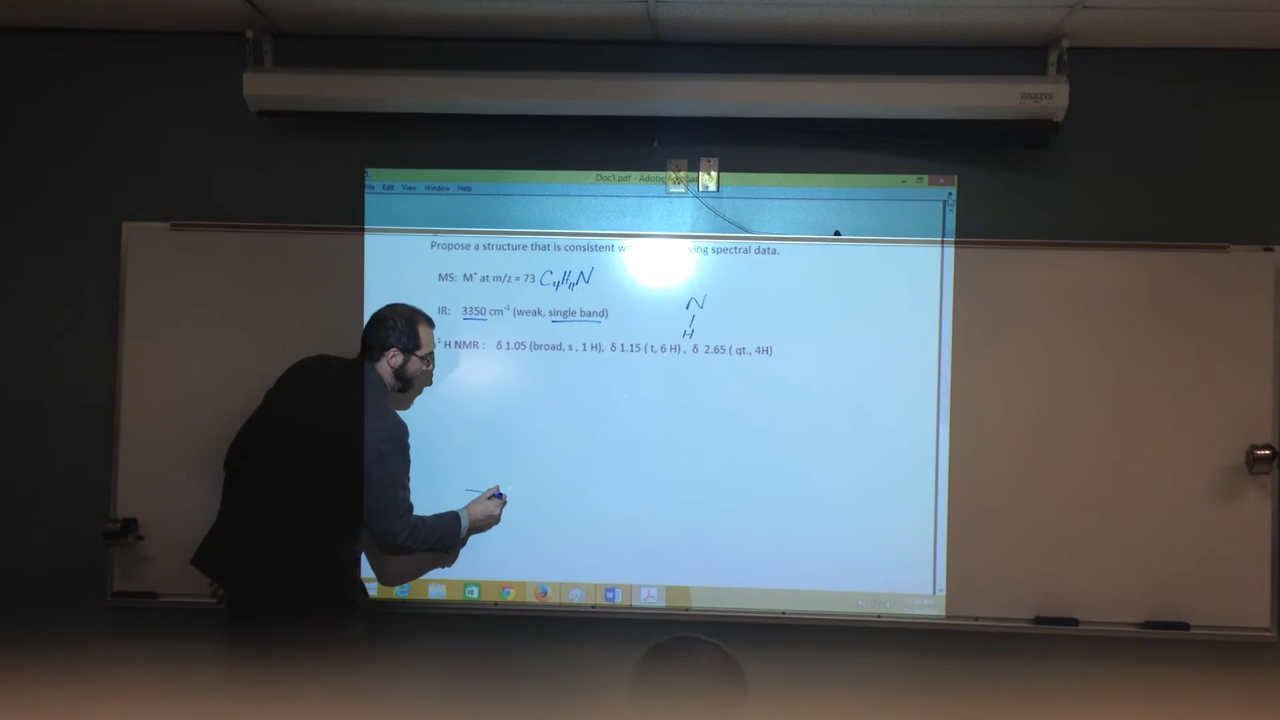 Doc1.pdf - Adobe
File Edit View Window Help
Propose a structure that is consistent ving spectral data.
MS: M⁺ at m/z = 73 C₄H₁₁N
IR: 3350 cm⁻¹ (weak, single band)
N
H
¹ H NMR : δ 1.05 (broad, s , 1 H), δ 1.15 ( t, 6 H) , δ 2.65 ( qt., 4H)